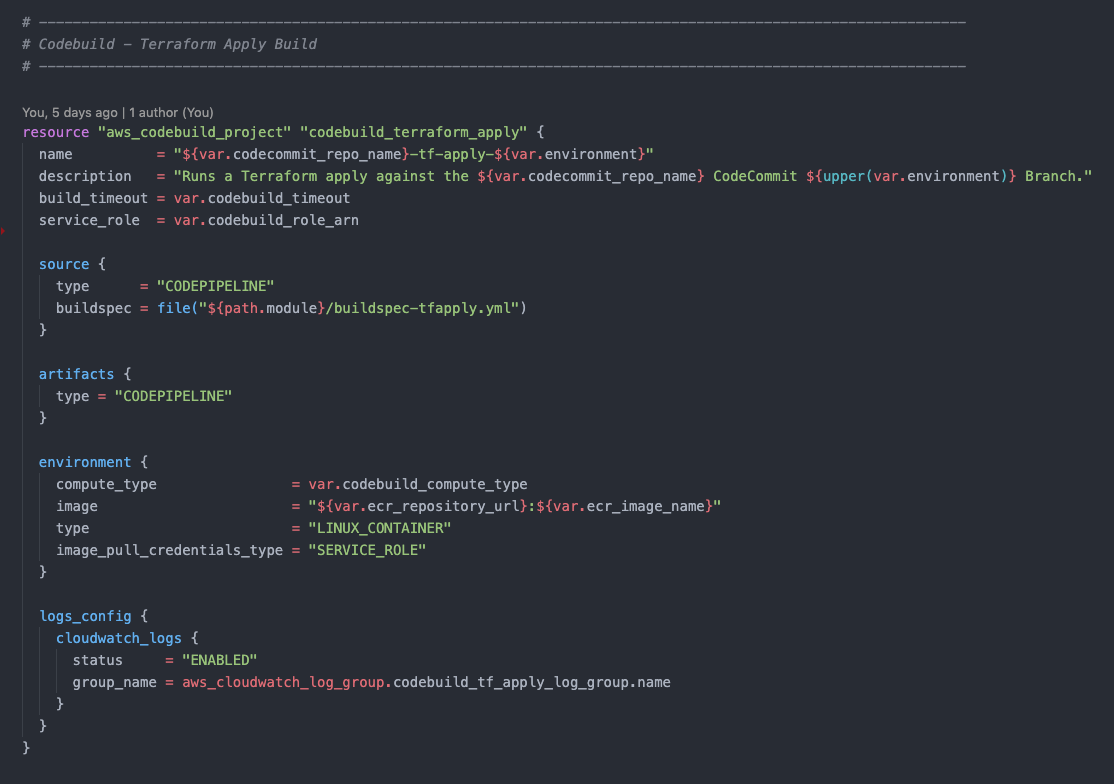 # --------------------------------------------------------------------------------------------------------------
# Codebuild - Terraform Apply Build
# --------------------------------------------------------------------------------------------------------------
You, 5 days ago | 1 author (You)
resource "aws_codebuild_project" "codebuild_terraform_apply" {
  name          = "${var.codecommit_repo_name}-tf-apply-${var.environment}"
  description   = "Runs a Terraform apply against the ${var.codecommit_repo_name} CodeCommit ${upper(var.environment)} Branch."
  build_timeout = var.codebuild_timeout
  service_role  = var.codebuild_role_arn

  source {
    type      = "CODEPIPELINE"
    buildspec = file("${path.module}/buildspec-tfapply.yml")
  }

  artifacts {
    type = "CODEPIPELINE"
  }

  environment {
    compute_type                = var.codebuild_compute_type
    image                       = "${var.ecr_repository_url}:${var.ecr_image_name}"
    type                        = "LINUX_CONTAINER"
    image_pull_credentials_type = "SERVICE_ROLE"
  }

  logs_config {
    cloudwatch_logs {
      status     = "ENABLED"
      group_name = aws_cloudwatch_log_group.codebuild_tf_apply_log_group.name
    }
  }
}